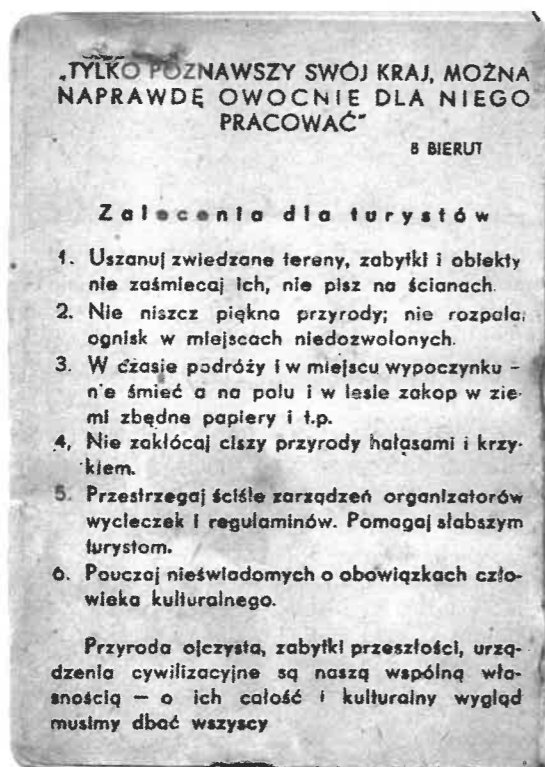 „TYLKO POZNAWSZY SWÓJ KRAJ, MOŻNA
NAPRAWDĘ OWOCNIE DLA NIEGO
PRACOWAĆ"
B BIERUT
Zalecenia dla turystów
1. Uszanuj zwiedzane tereny, zabytki i obiekty
nie zaśmiecaj ich, nie pisz na ścianach.
2. Nie niszcz piękna przyrody; nie rozpalaj
ognisk w miejscach niedozwolonych.
3. W czasie podróży i w miejscu wypoczynku –
nie śmieć a na polu i w lesie zakop w zie-
mi zbędne papiery i t.p.
4, Nie zakłócaj ciszy przyrody hałasami i krzy-
kiem.
5. Przestrzegaj ściśle zarządzeń organizatorów
wycieczek i regulaminów. Pomagaj słabszym
turystom.
6. Pouczaj nieświadomych o obowiązkach czło-
wieka kulturalnego.
Przyroda ojczysta, zabytki przeszłości, urzą-
dzenia cywilizacyjne są naszą wspólną wła-
snością — o ich całość i kulturalny wygląd
musimy dbać wszyscy